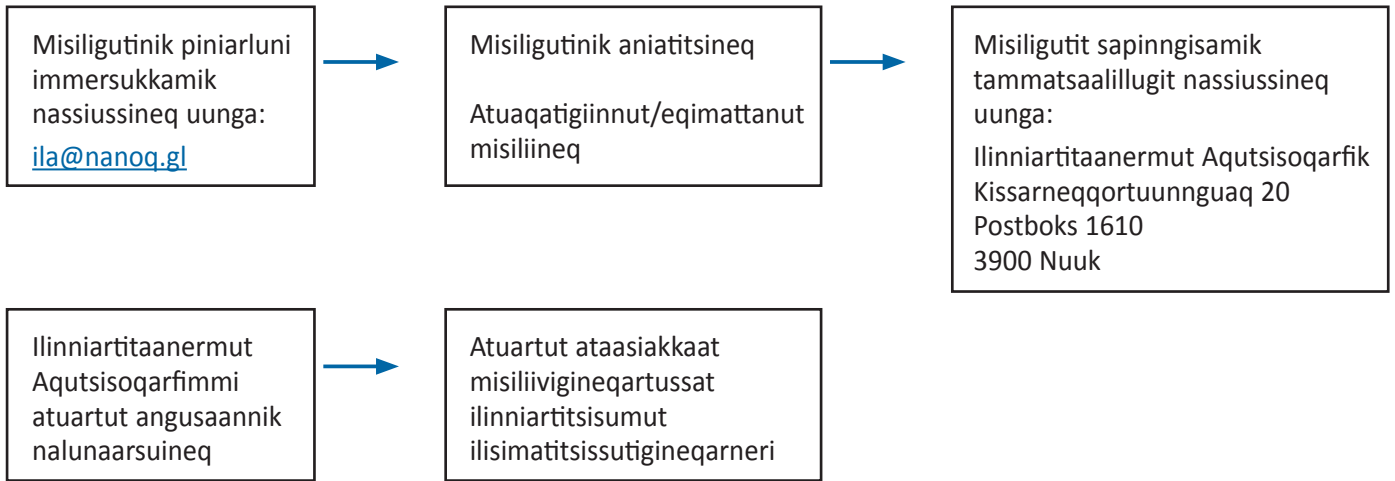 Misiligutinik piniarluni
immersukkamik
nassiussineq uunga:
ila@nanoq.gl
Misiligutinik aniatitsineq
Atuaqatigiinnut/eqimattanut
misiliineq
Misiligutit sapinngisamik
tammatsaalillugit nassiussineq
uunga:
Ilinniartitaanermut Aqutsisoqarfik
Kissarneqqortuunnguaq 20
Postboks 1610
3900 Nuuk
Ilinniartitaanermut
Aqutsisoqarfimmi
atuartut angusaannik
nalunaarsuineq
Atuartut ataasiakkaat
misiliivigineqartussat
ilinniartitsisumut
ilisimatitsissutigineqarneri